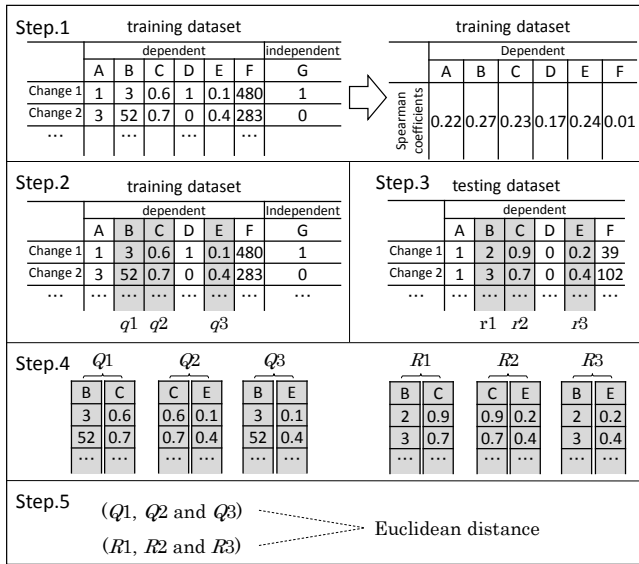 Step.1
training dataset
dependent independent
A B C D E F G
Change 1 1 3 0.6 1 0.1 480 1
Change 2 3 52 0.7 0 0.4 283 0
... ... ... ... ...
training dataset
Dependent
A B C D E F
Spearman coefficients 0.22 0.27 0.23 0.17 0.24 0.01
Step.2
training dataset
dependent Independent
A B C D E F G
Change 1 1 3 0.6 1 0.1 480 1
Change 2 3 52 0.7 0 0.4 283 0
... ... ... ... ...
q1 q2 q3
Step.3
testing dataset
dependent
A B C D E F
Change 1 1 2 0.9 0 0.2 39
Change 2 1 3 0.7 0 0.4 102
... ... ... ...
r1 r2 r3
Step.4
Q1 Q2 Q3 R1 R2 R3
B C C E B E B C C E B E
3 0.6 0.6 0.1 3 0.1 2 0.9 0.9 0.2 2 0.2
52 0.7 0.7 0.4 52 0.4 3 0.7 0.7 0.4 3 0.4
... ... ... ... ... ...
Step.5
(Q1, Q2 and Q3)
Euclidean distance
(R1, R2 and R3)